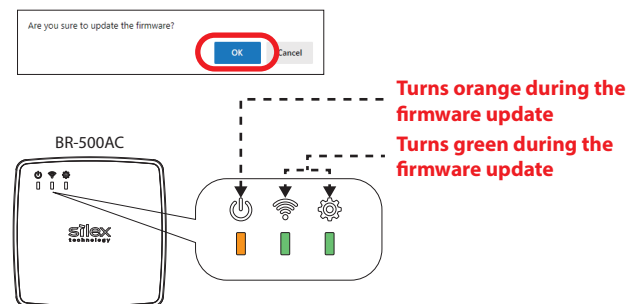 Are you sure to update the firmware?
OK
Cancel
Turns orange during the
firmware update
Turns green during the
firmware update
BR-500AC
silex
technology